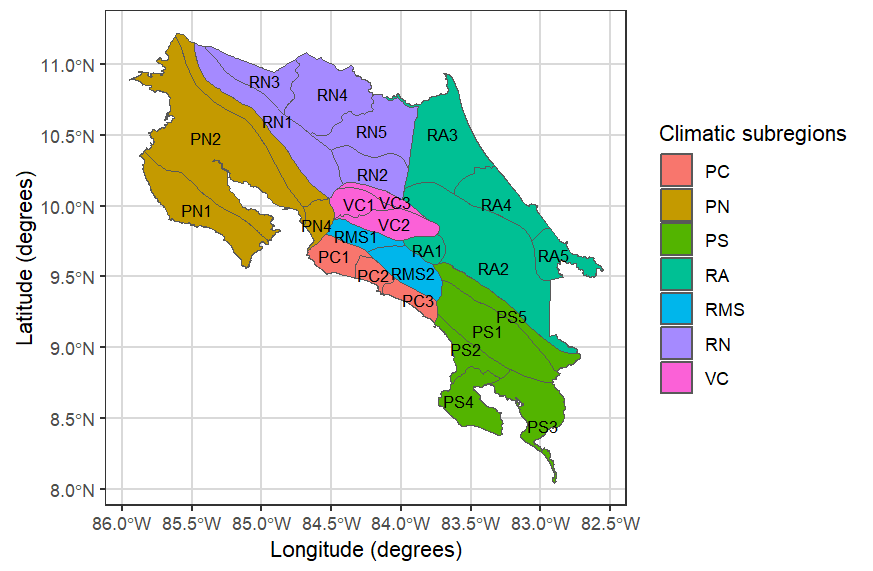 11.0°N
10.5°N
10.0°N
9.5°N
9.0°N
8.5°N
8.0°N
Latitude (degrees)
86.0°W 85.5°W 85.0°W 84.5°W 84.0°W 83.5°W 83.0°W 82.5°W
Longitude (degrees)
RN3
RN4
RN1
RN5
RA3
PN2
RN2
PN1
VC1
VC3
RA4
PN4
VC2
RMS1
RA1
RA5
PC1
PC2
RMS2
RA2
PC3
PS5
PS1
PS2
PS4
PS3
Climatic subregions
PC
PN
PS
RA
RMS
RN
VC